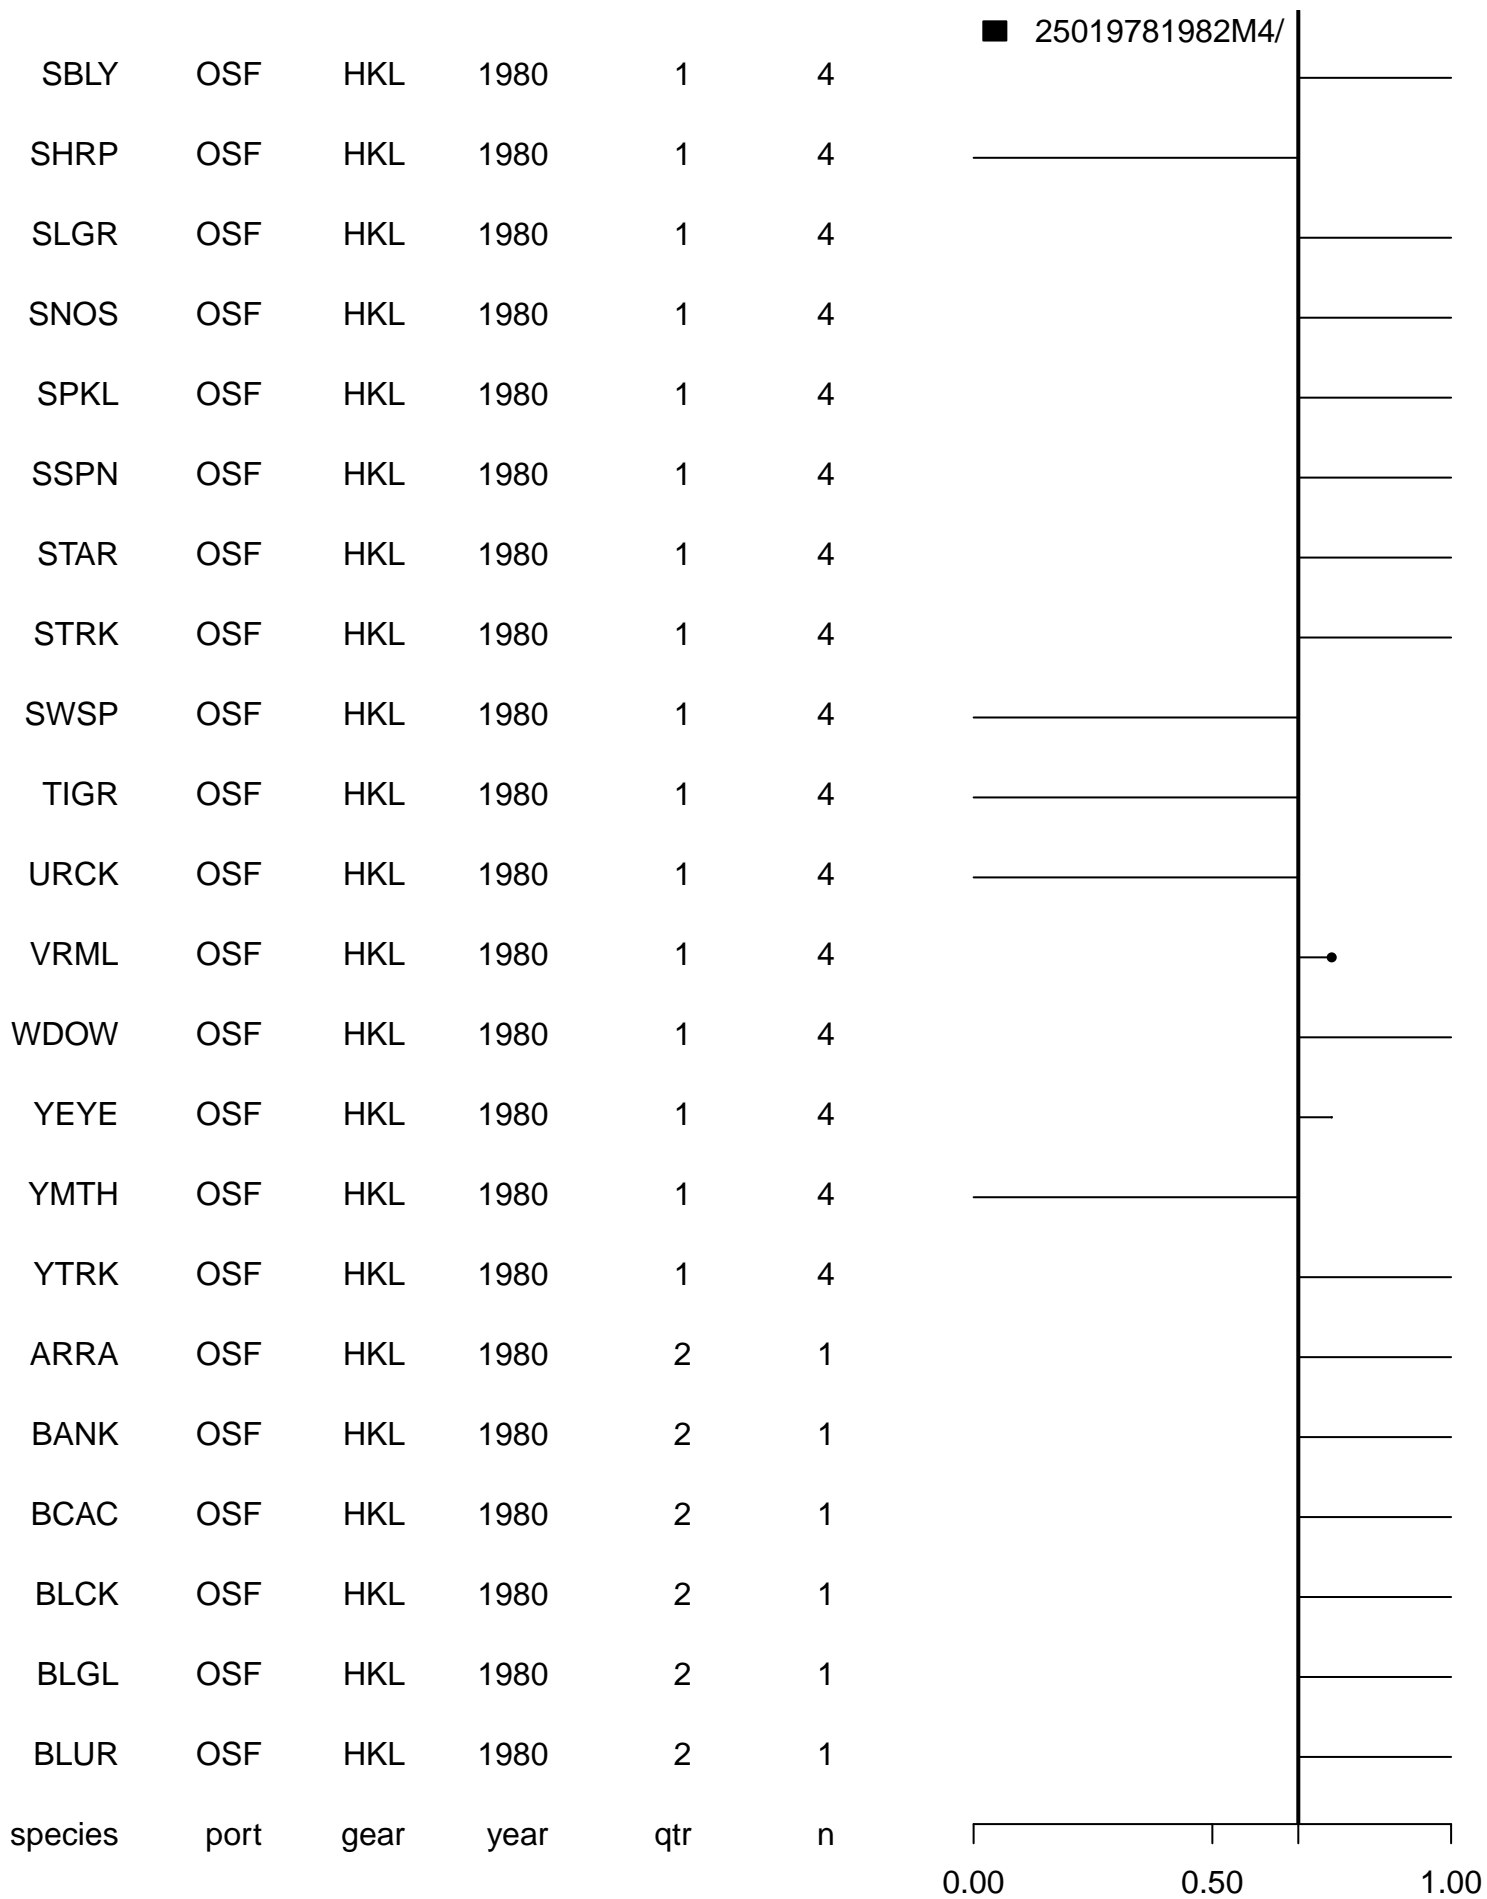 25019781982M4/
SBLY OSF HKL 1980 1 4
SHRP OSF HKL 1980 1 4
SLGR OSF HKL 1980 1 4
SNOS OSF HKL 1980 1 4
SPKL OSF HKL 1980 1 4
SSPN OSF HKL 1980 1 4
STAR OSF HKL 1980 1 4
STRK OSF HKL 1980 1 4
SWSP OSF HKL 1980 1 4
TIGR OSF HKL 1980 1 4
URCK OSF HKL 1980 1 4
VRML OSF HKL 1980 1 4
WDOW OSF HKL 1980 1 4
YEYE OSF HKL 1980 1 4
YMTH OSF HKL 1980 1 4
YTRK OSF HKL 1980 1 4
ARRA OSF HKL 1980 2 1
BANK OSF HKL 1980 2 1
BCAC OSF HKL 1980 2 1
BLCK OSF HKL 1980 2 1
BLGL OSF HKL 1980 2 1
BLUR OSF HKL 1980 2 1
species port gear year qtr n
0.00 0.50 1.00